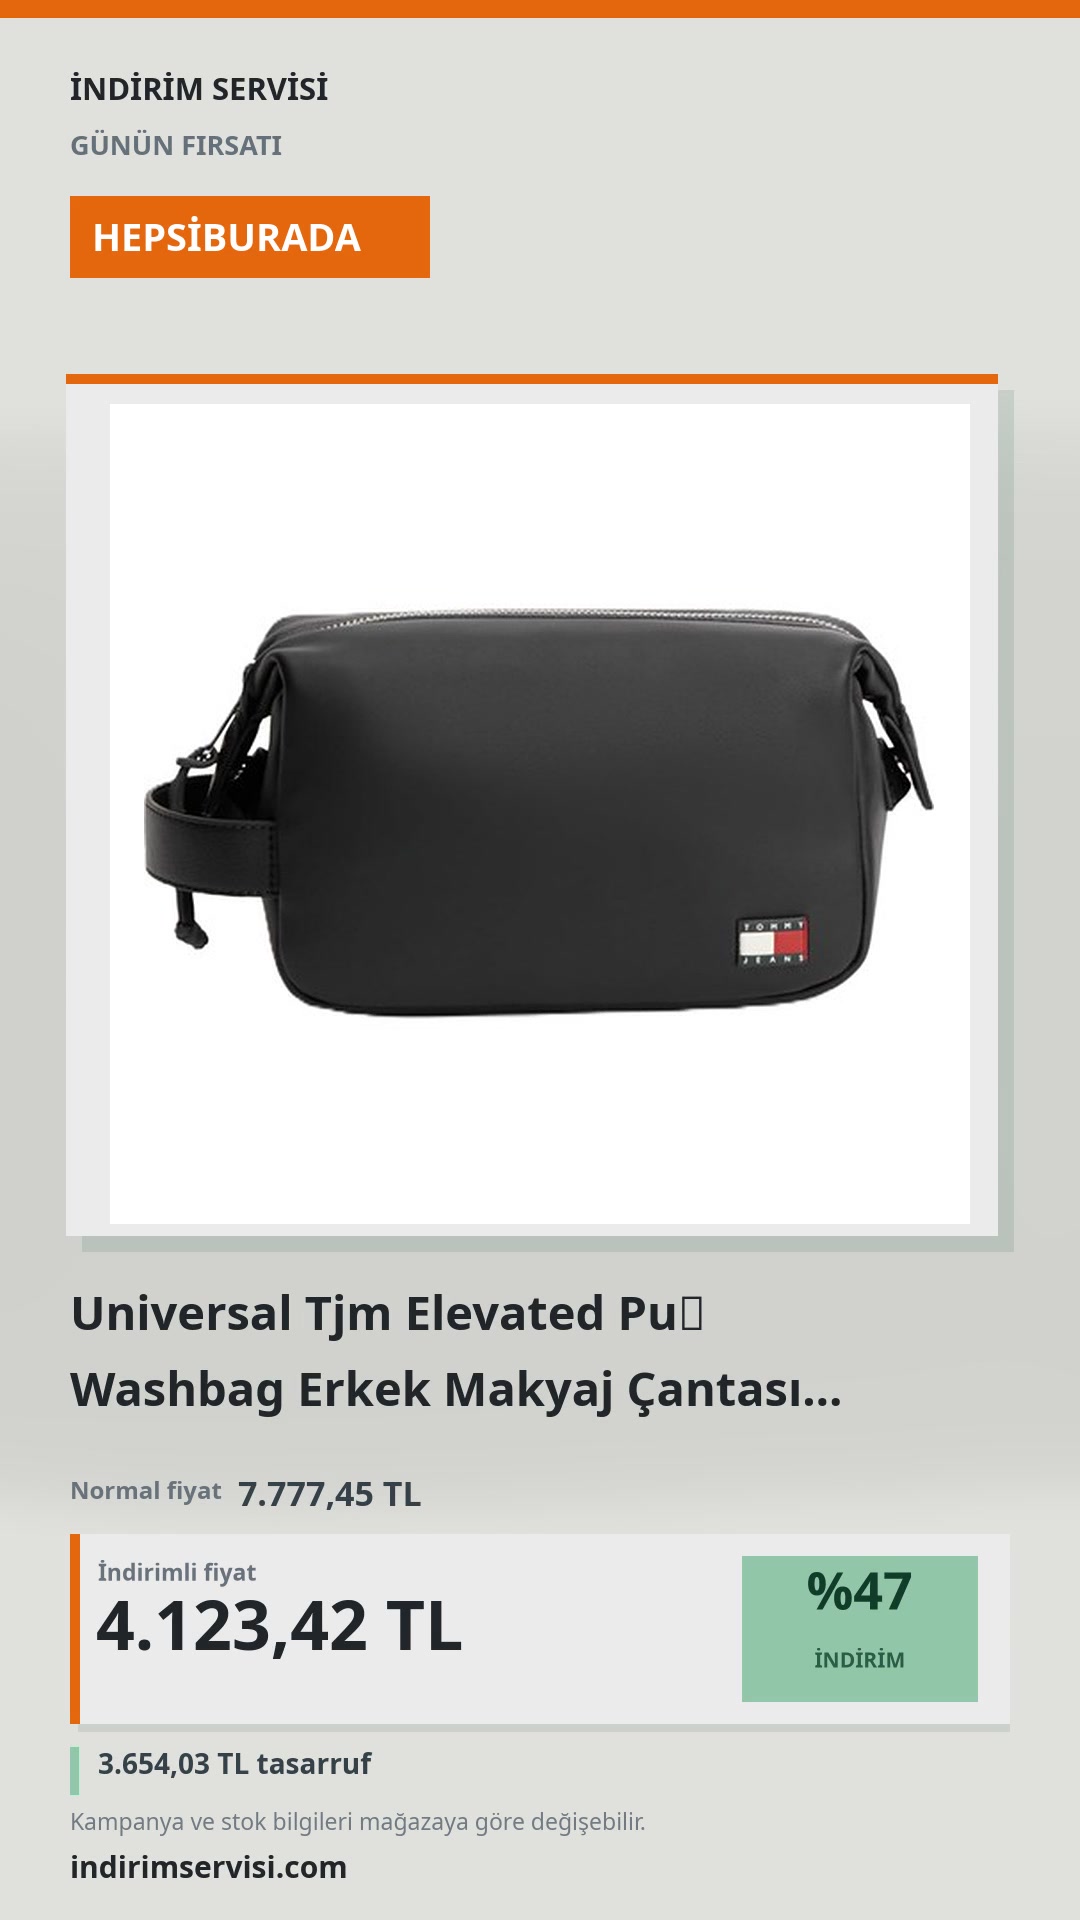 İNDİRİM SERVİSİ
GÜNÜN FIRSATI
HEPSİBURADA
TOMMY
JEANS
Universal Tjm Elevated Pu
Washbag Erkek Makyaj Çantası...
Normal fiyat 7.777,45 TL
İndirimli fiyat
4.123,42 TL
%47
İNDİRİM
3.654,03 TL tasarruf
Kampanya ve stok bilgileri mağazaya göre değişebilir.
indirimservisi.com